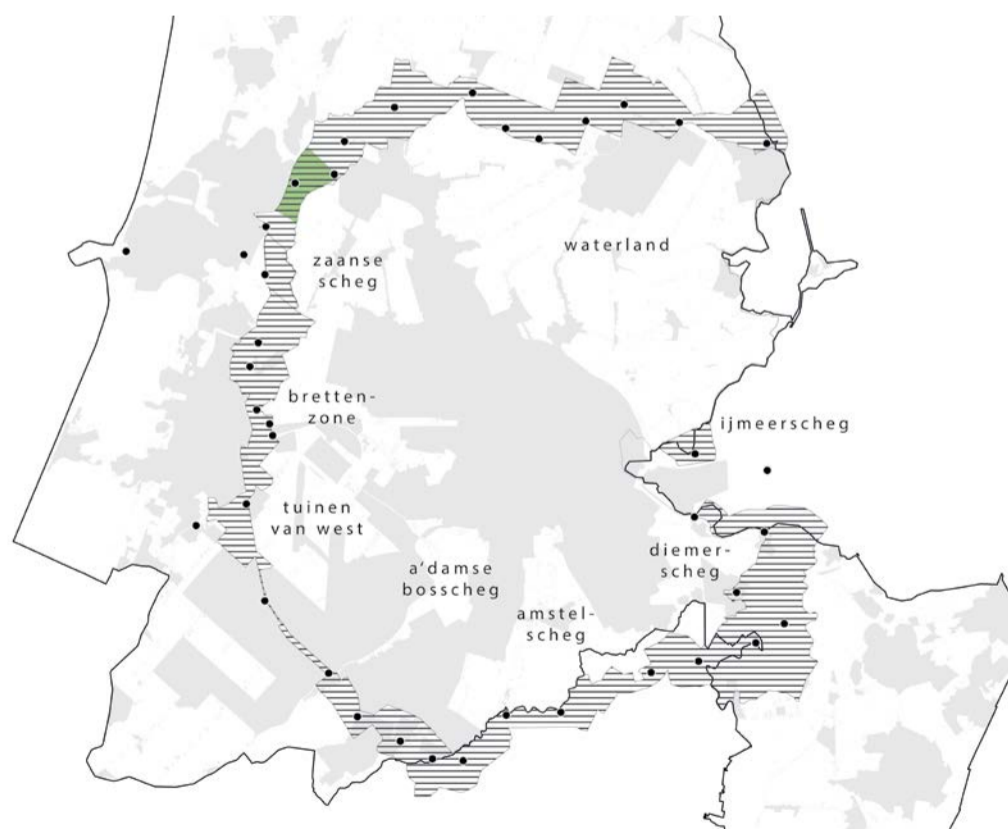 waterland
zaanse
scheg
bretten-
zone
ijmeerscheg
tuinen
van west
diemer-
scheg
a'damse
bosscheg
amstel-
scheg